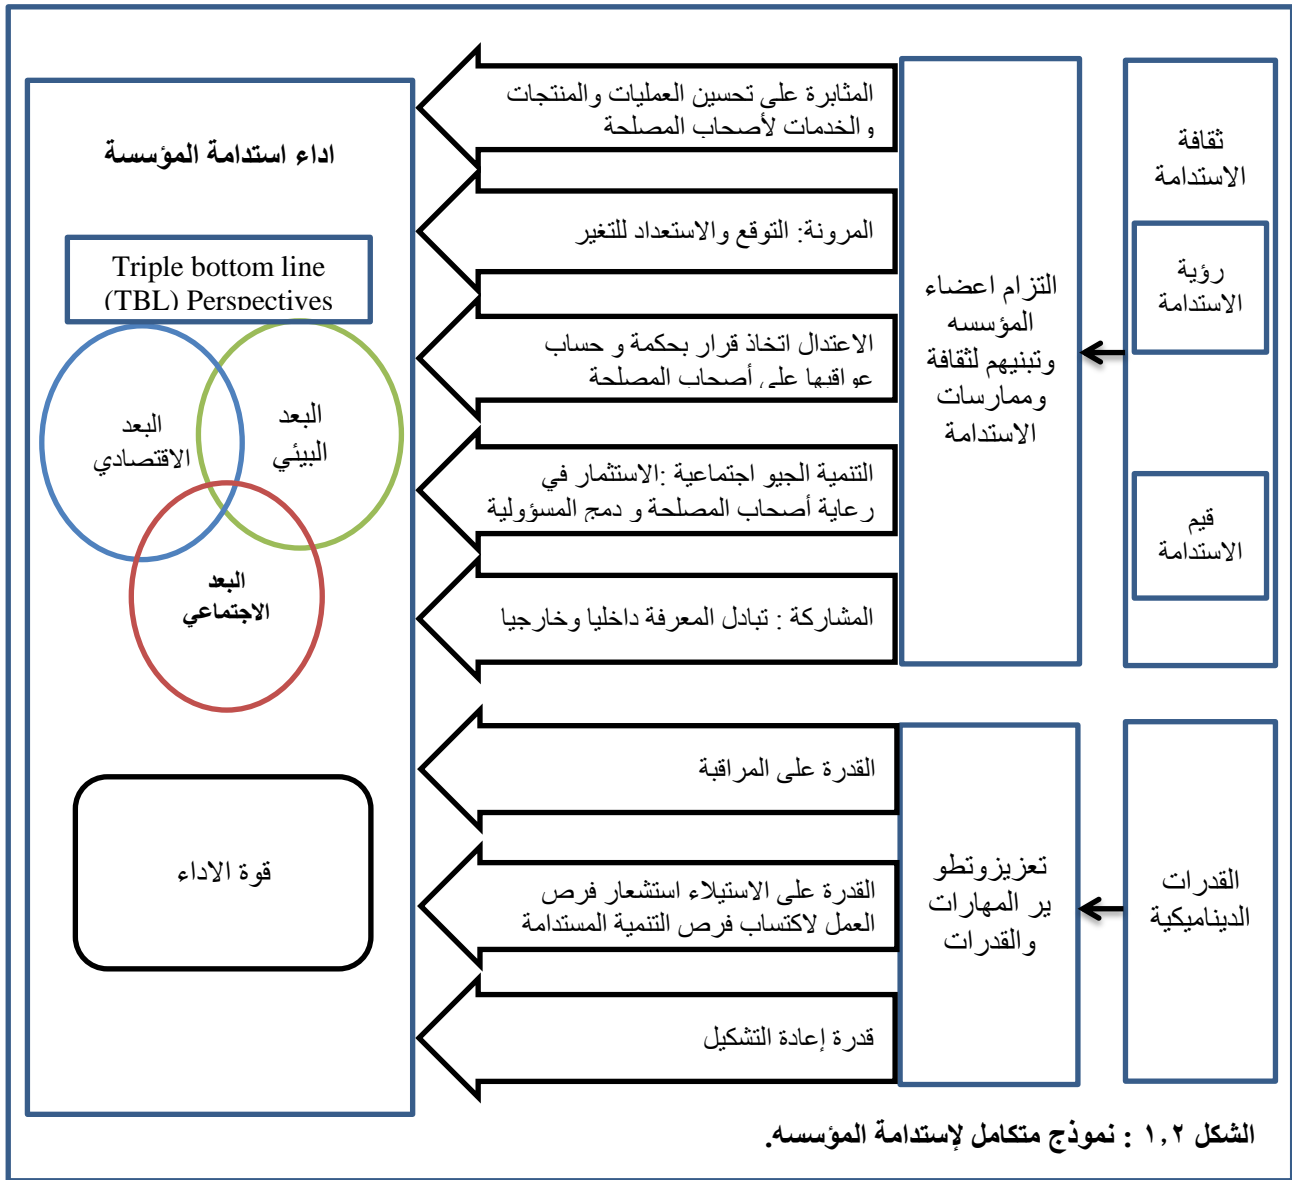 ثقافة
الاستدامة
رؤية
الاستدامة
قيم
الاستدامة
التزام اعضاء
المؤسسه
وتبنيهم لثقافة
وممارسات
الاستدامة
المثابرة على تحسين العمليات والمنتجات
والخدمات لأصحاب المصلحة
المرونة: التوقع والاستعداد للتغير
الاعتدال اتخاذ قرار بحكمة و حساب
عواقبها على أصحاب المصلحة
التنمية الجيو اجتماعية :الاستثمار في
رعاية أصحاب المصلحة و دمج المسؤولية
المشاركة : تبادل المعرفة داخليا وخارجيا
القدرات
الديناميكية
تعزيزوتطو
ير المهارات
والقدرات
القدرة على المراقبة
القدرة على الاستيلاء استشعار فرص
العمل لاكتساب فرص التنمية المستدامة
قدرة إعادة التشكيل
اداء استدامة المؤسسة
Triple bottom line
(TBL) Perspectives
البعد
البيئي
البعد
الاقتصادي
البعد
الاجتماعي
قوة الاداء
الشكل ١,٢ : نموذج متكامل لإستدامة المؤسسه.